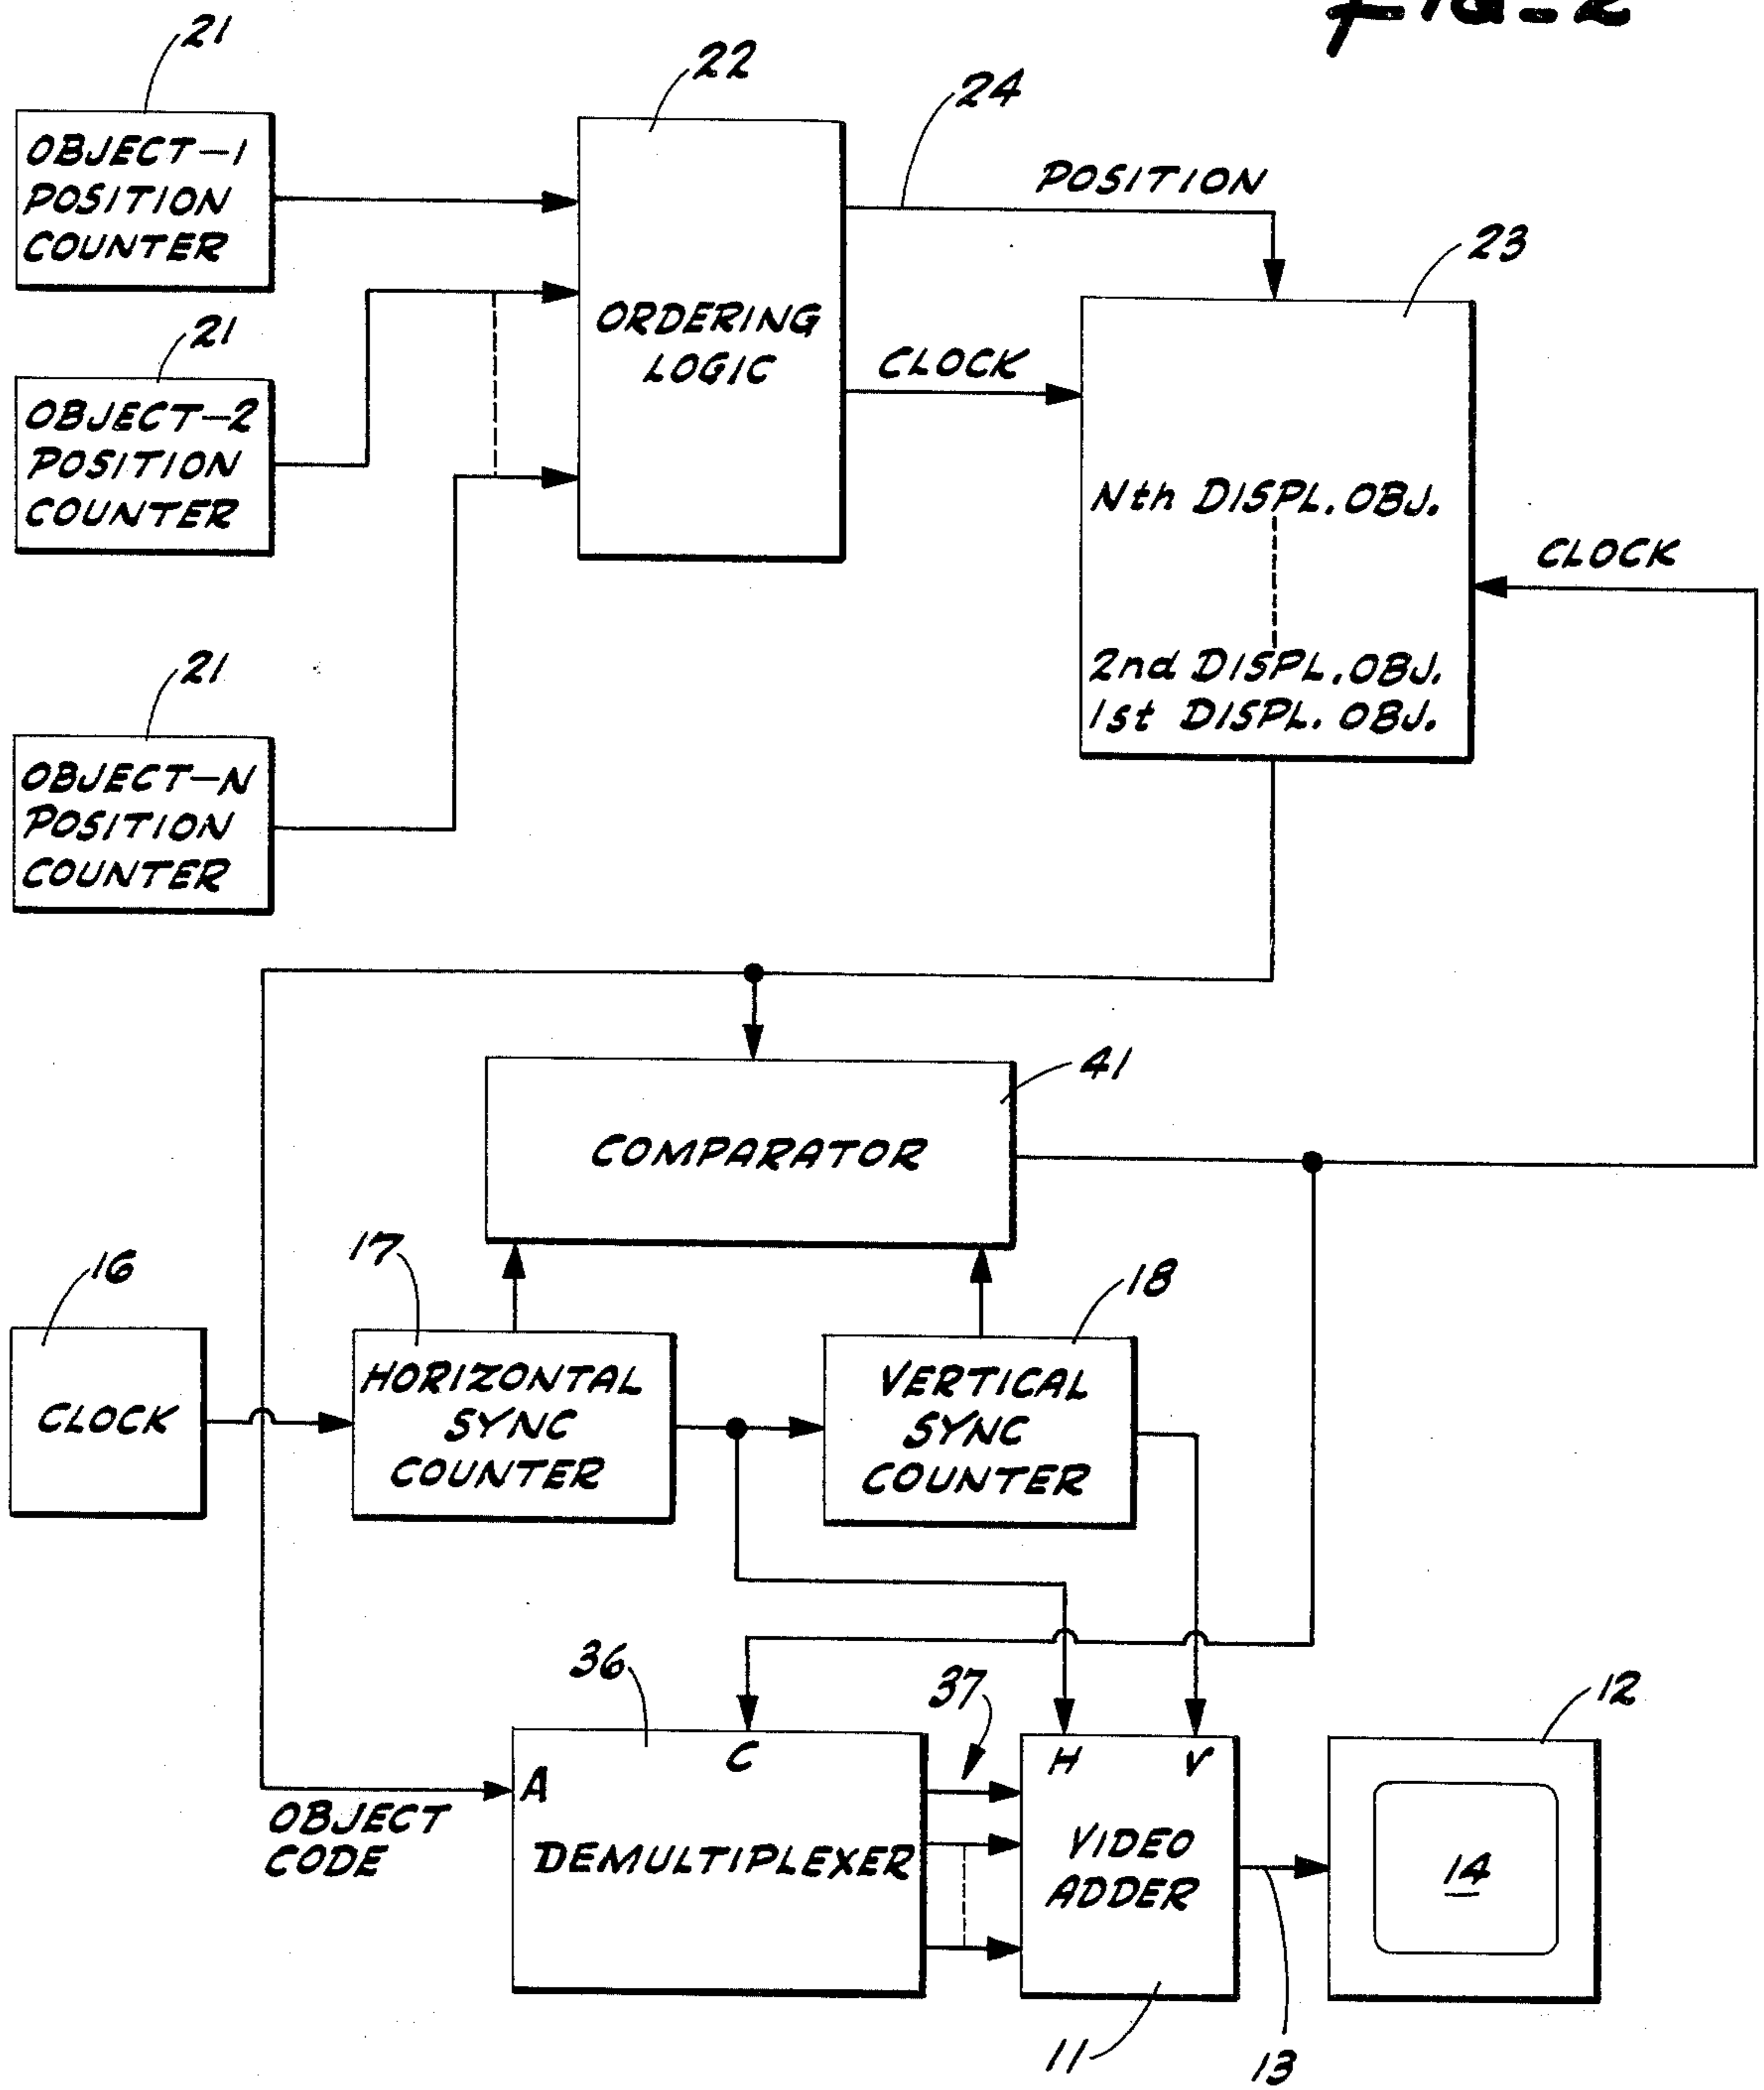 FIG_2
21
22
24
OBJECT-1
POSITION
COUNTER
POSITION
23
21
ORDERING
LOGIC
CLOCK
OBJECT-2
POSITION
COUNTER
Nth DISPL. OBJ.
CLOCK
2nd DISPL. OBJ.
1st DISPL. OBJ.
21
OBJECT-N
POSITION
COUNTER
41
COMPARATOR
16
17
18
CLOCK
HORIZONTAL
SYNC
COUNTER
VERTICAL
SYNC
COUNTER
36
37
12
C
H
V
A
OBJECT
CODE
DEMULTIPLEXER
VIDEO
ADDER
14
11
13